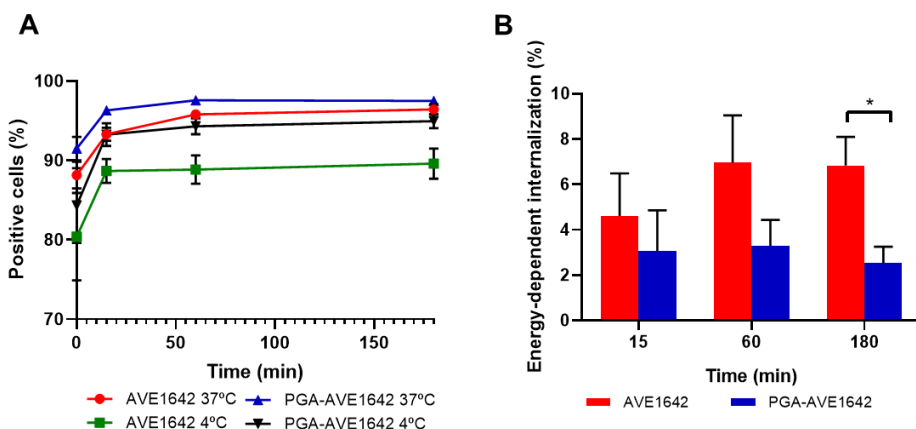 A
Positive cells (%)
100
90
80
70
0
50
100
150
Time (min)
AVE1642 37ºC
PGA-AVE1642 37ºC
AVE1642 4ºC
PGA-AVE1642 4ºC
B
Energy-dependent internalization (%)
10
8
6
4
2
0
*
15
60
180
Time (min)
AVE1642
PGA-AVE1642